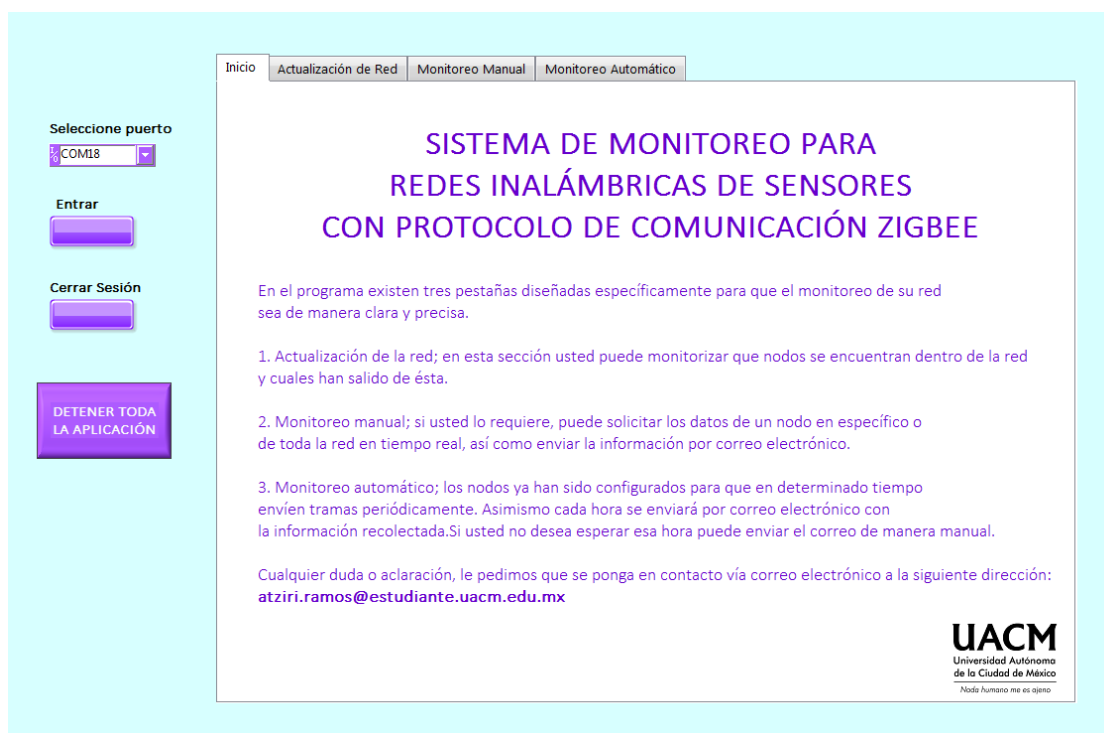 Inicio
Actualización de Red
Monitoreo Manual
Monitoreo Automático
Seleccione puerto
COM18
Entrar
Cerrar Sesión
DETENER TODA
LA APLICACIÓN
SISTEMA DE MONITOREO PARA
REDES INALÁMBRICAS DE SENSORES
CON PROTOCOLO DE COMUNICACIÓN ZIGBEE
En el programa existen tres pestañas diseñadas específicamente para que el monitoreo de su red
sea de manera clara y precisa.
1. Actualización de la red; en esta sección usted puede monitorizar que nodos se encuentran dentro de la red
y cuales han salido de ésta.
2. Monitoreo manual; si usted lo requiere, puede solicitar los datos de un nodo en específico o
de toda la red en tiempo real, así como enviar la información por correo electrónico.
3. Monitoreo automático; los nodos ya han sido configurados para que en determinado tiempo
envíen tramas periódicamente. Asimismo cada hora se enviará por correo electrónico con
la información recolectada.Si usted no desea esperar esa hora puede enviar el correo de manera manual.
Cualquier duda o aclaración, le pedimos que se ponga en contacto vía correo electrónico a la siguiente dirección:
atziri.ramos@estudiante.uacm.edu.mx
UACM
Universidad Autónoma
de la Ciudad de México
Nada humano me es ajeno